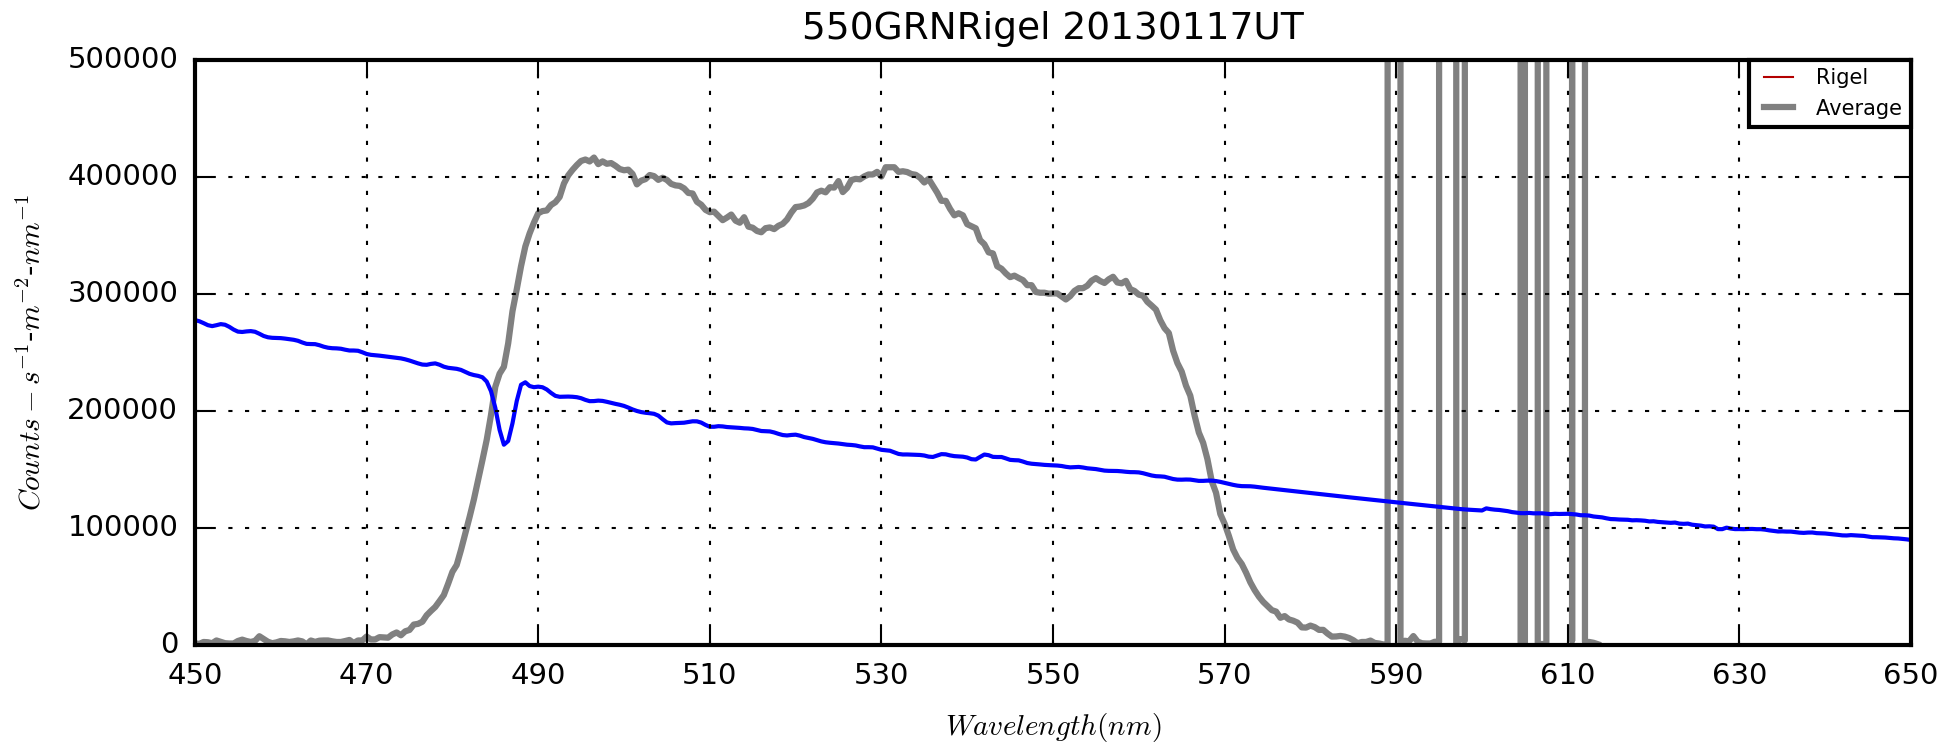 550GRNRigel 20130117UT
500000
400000
300000
200000
100000
0
Counts − s⁻¹-m⁻²-nm⁻¹
Rigel
Average
450 470 490 510 530 550 570 590 610 630 650
Wavelength(nm)